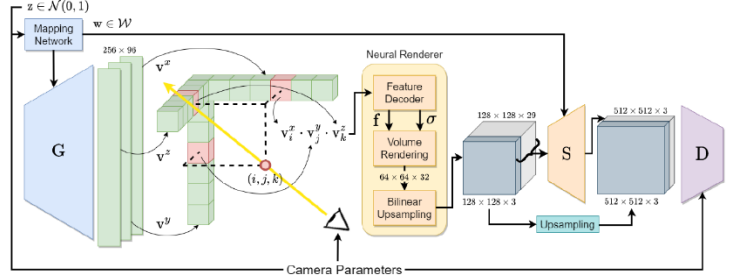 z ∈ 𝒩(0,1)
Mapping
Network
w ∈ 𝒲
256 × 96
G
v^x
v^z
v^y
(i, j, k)
v_i^x · v_j^y · v_k^z
Neural Renderer
Feature
Decoder
f
σ
Volume
Rendering
64 × 64 × 32
Bilinear
Upsampling
128 × 128 × 29
128 × 128 × 3
S
Upsampling
512 × 512 × 3
512 × 512 × 3
D
Camera Parameters